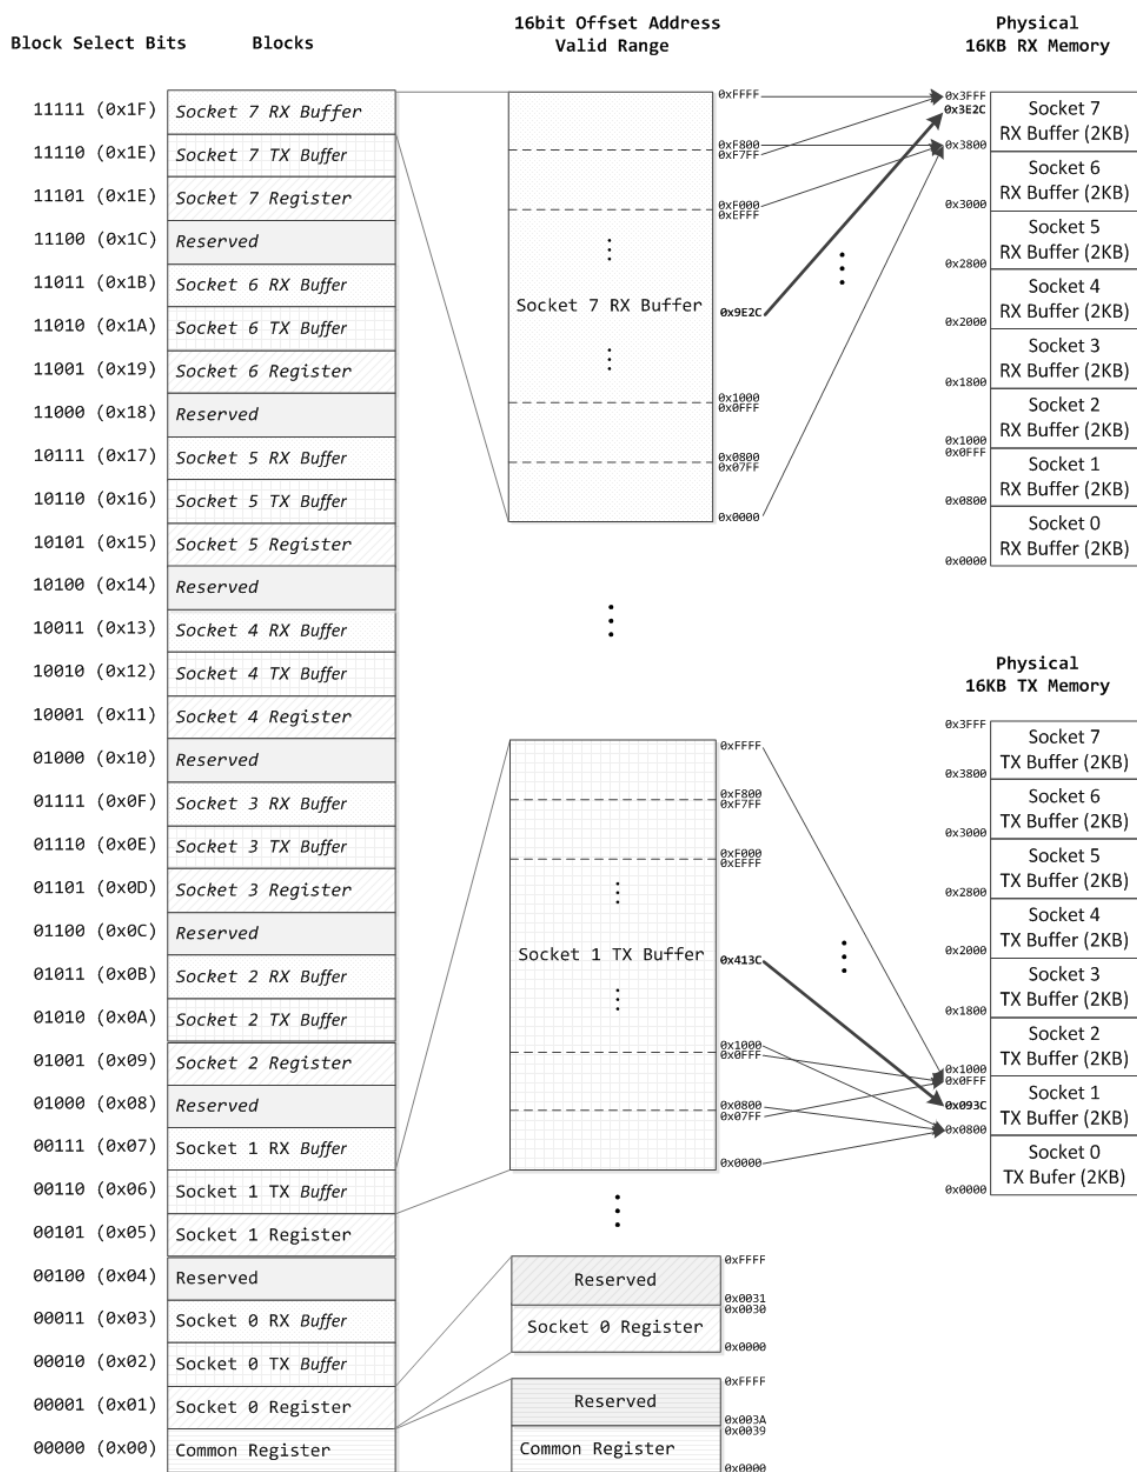 Block Select Bits
Blocks
16bit Offset Address
Valid Range
Physical
16KB RX Memory
11111 (0x1F) Socket 7 RX Buffer
11110 (0x1E) Socket 7 TX Buffer
11101 (0x1E) Socket 7 Register
11100 (0x1C) Reserved
11011 (0x1B) Socket 6 RX Buffer
11010 (0x1A) Socket 6 TX Buffer
11001 (0x19) Socket 6 Register
11000 (0x18) Reserved
10111 (0x17) Socket 5 RX Buffer
10110 (0x16) Socket 5 TX Buffer
10101 (0x15) Socket 5 Register
10100 (0x14) Reserved
10011 (0x13) Socket 4 RX Buffer
10010 (0x12) Socket 4 TX Buffer
10001 (0x11) Socket 4 Register
01000 (0x10) Reserved
01111 (0x0F) Socket 3 RX Buffer
01110 (0x0E) Socket 3 TX Buffer
01101 (0x0D) Socket 3 Register
01100 (0x0C) Reserved
01011 (0x0B) Socket 2 RX Buffer
01010 (0x0A) Socket 2 TX Buffer
01001 (0x09) Socket 2 Register
01000 (0x08) Reserved
00111 (0x07) Socket 1 RX Buffer
00110 (0x06) Socket 1 TX Buffer
00101 (0x05) Socket 1 Register
00100 (0x04) Reserved
00011 (0x03) Socket 0 RX Buffer
00010 (0x02) Socket 0 TX Buffer
00001 (0x01) Socket 0 Register
00000 (0x00) Common Register
0xFFFF
0xF800
0xF7FF
0xF000
0xEFFF
Socket 7 RX Buffer
0x9E2C
0x1000
0x0FFF
0x0800
0x07FF
0x0000
0xFFFF
0xF800
0xF7FF
0xF000
0xEFFF
Socket 1 TX Buffer
0x413C
0x1000
0x0FFF
0x0800
0x07FF
0x0000
0xFFFF
Reserved
0x0031
0x0030
Socket 0 Register
0x0000
0xFFFF
Reserved
0x003A
0x0039
Common Register
0x0000
0x3FFF
0x3E2C
Socket 7
RX Buffer (2KB)
0x3800
Socket 6
RX Buffer (2KB)
0x3000
Socket 5
RX Buffer (2KB)
0x2800
Socket 4
RX Buffer (2KB)
0x2000
Socket 3
RX Buffer (2KB)
0x1800
Socket 2
RX Buffer (2KB)
0x1000
0x0FFF
Socket 1
RX Buffer (2KB)
0x0800
Socket 0
RX Buffer (2KB)
0x0000
Physical
16KB TX Memory
0x3FFF
Socket 7
TX Buffer (2KB)
0x3800
Socket 6
TX Buffer (2KB)
0x3000
Socket 5
TX Buffer (2KB)
0x2800
Socket 4
TX Buffer (2KB)
0x2000
Socket 3
TX Buffer (2KB)
0x1800
Socket 2
TX Buffer (2KB)
0x1000
0x0FFF
Socket 1
0x093C
TX Buffer (2KB)
0x0800
Socket 0
TX Bufer (2KB)
0x0000